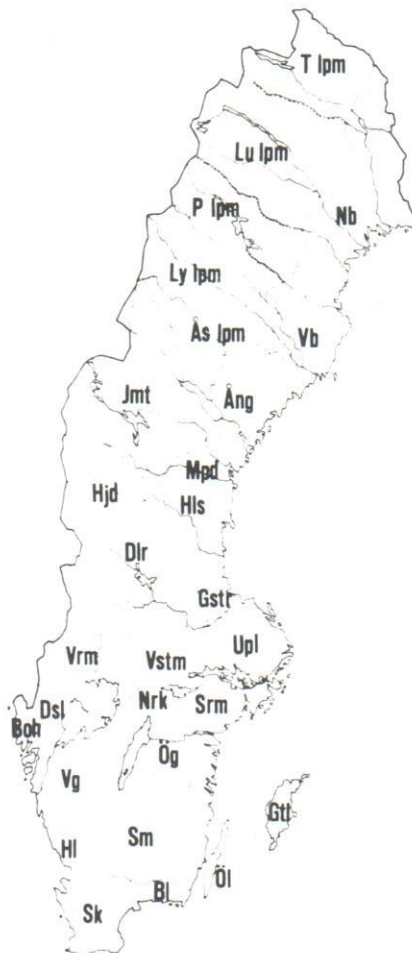 T lpm
Lu lpm
P lpm
Nb
Ly lpm
Ås lpm
Vb
Jmt
Ång
Mpd
Hjd
Hls
Dlr
Gstr
Upl
Vrm
Vstm
Nrk
Srm
Dsl
Boh
Ög
Vg
Gtl
Sm
Hl
Öl
Bl
Sk